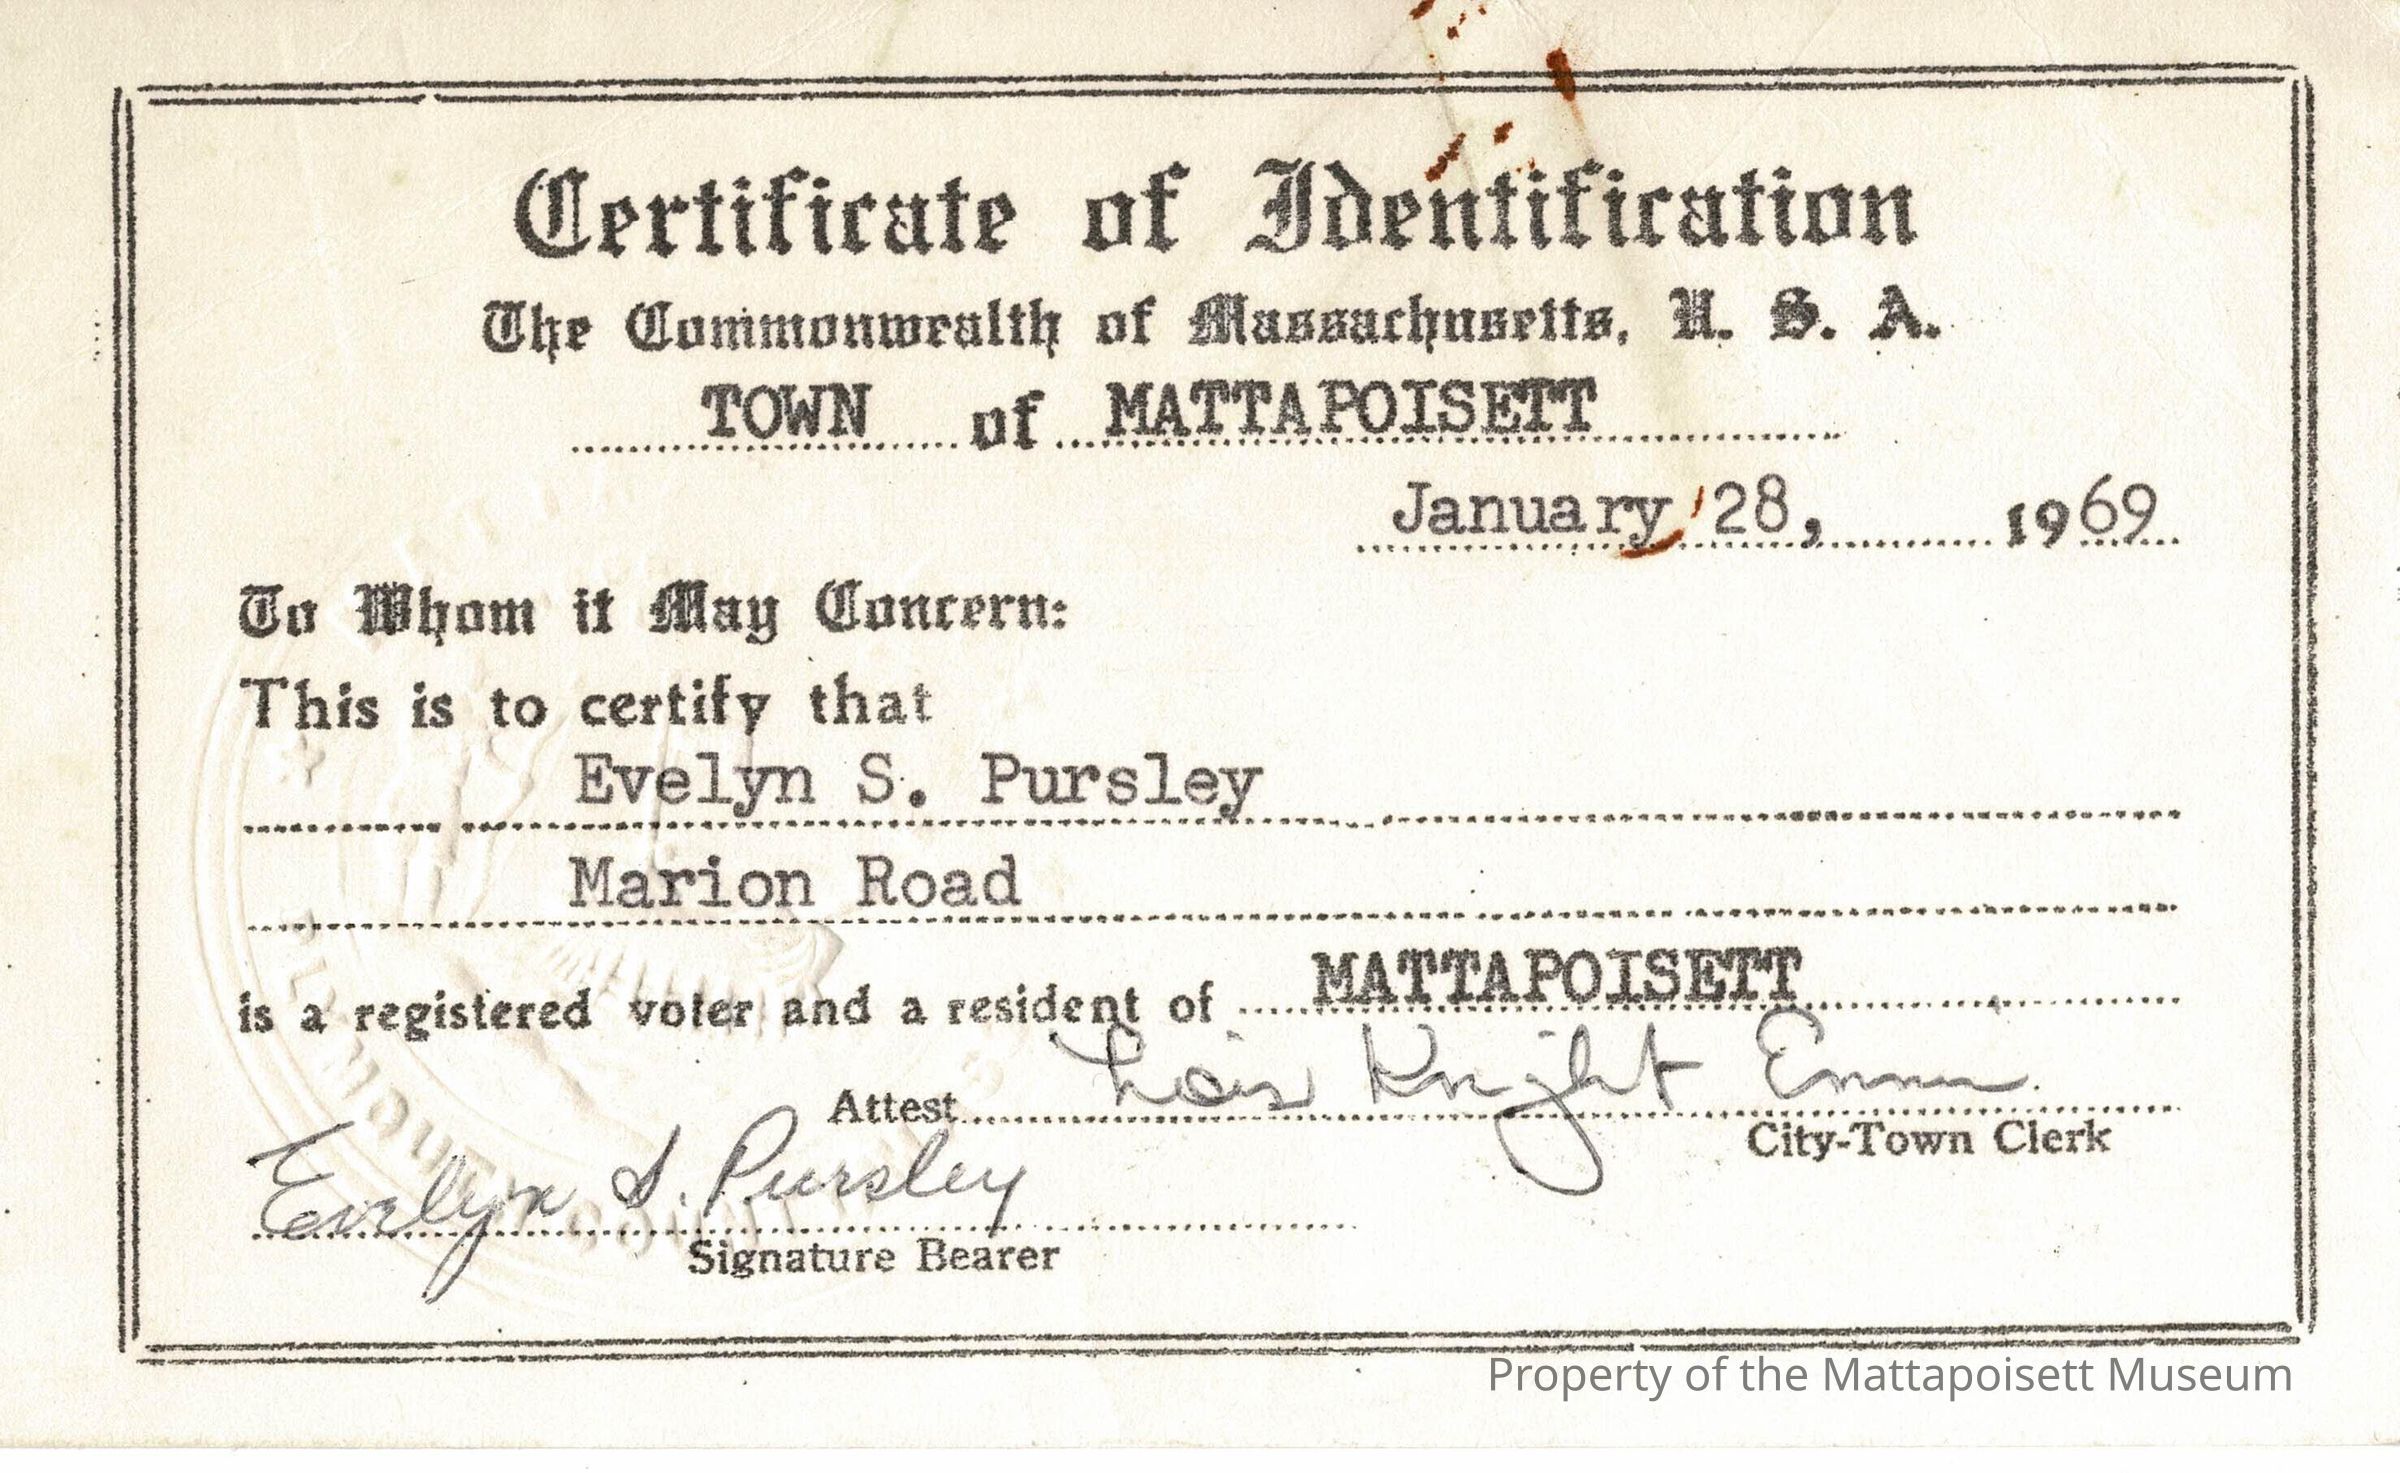 Certificate of Identification
The Commonwealth of Massachusetts, U. S. A.
TOWN of MATTAPOISETT
January 28, 1969
To Whom it May Concern:
This is to certify that
Evelyn S. Pursley
Marion Road
is a registered voter and a resident of MATTAPOISETT
Attest Lois Knight
City-Town Clerk
Evelyn S. Pursley
Signature Bearer
Property of the Mattapoisett Museum